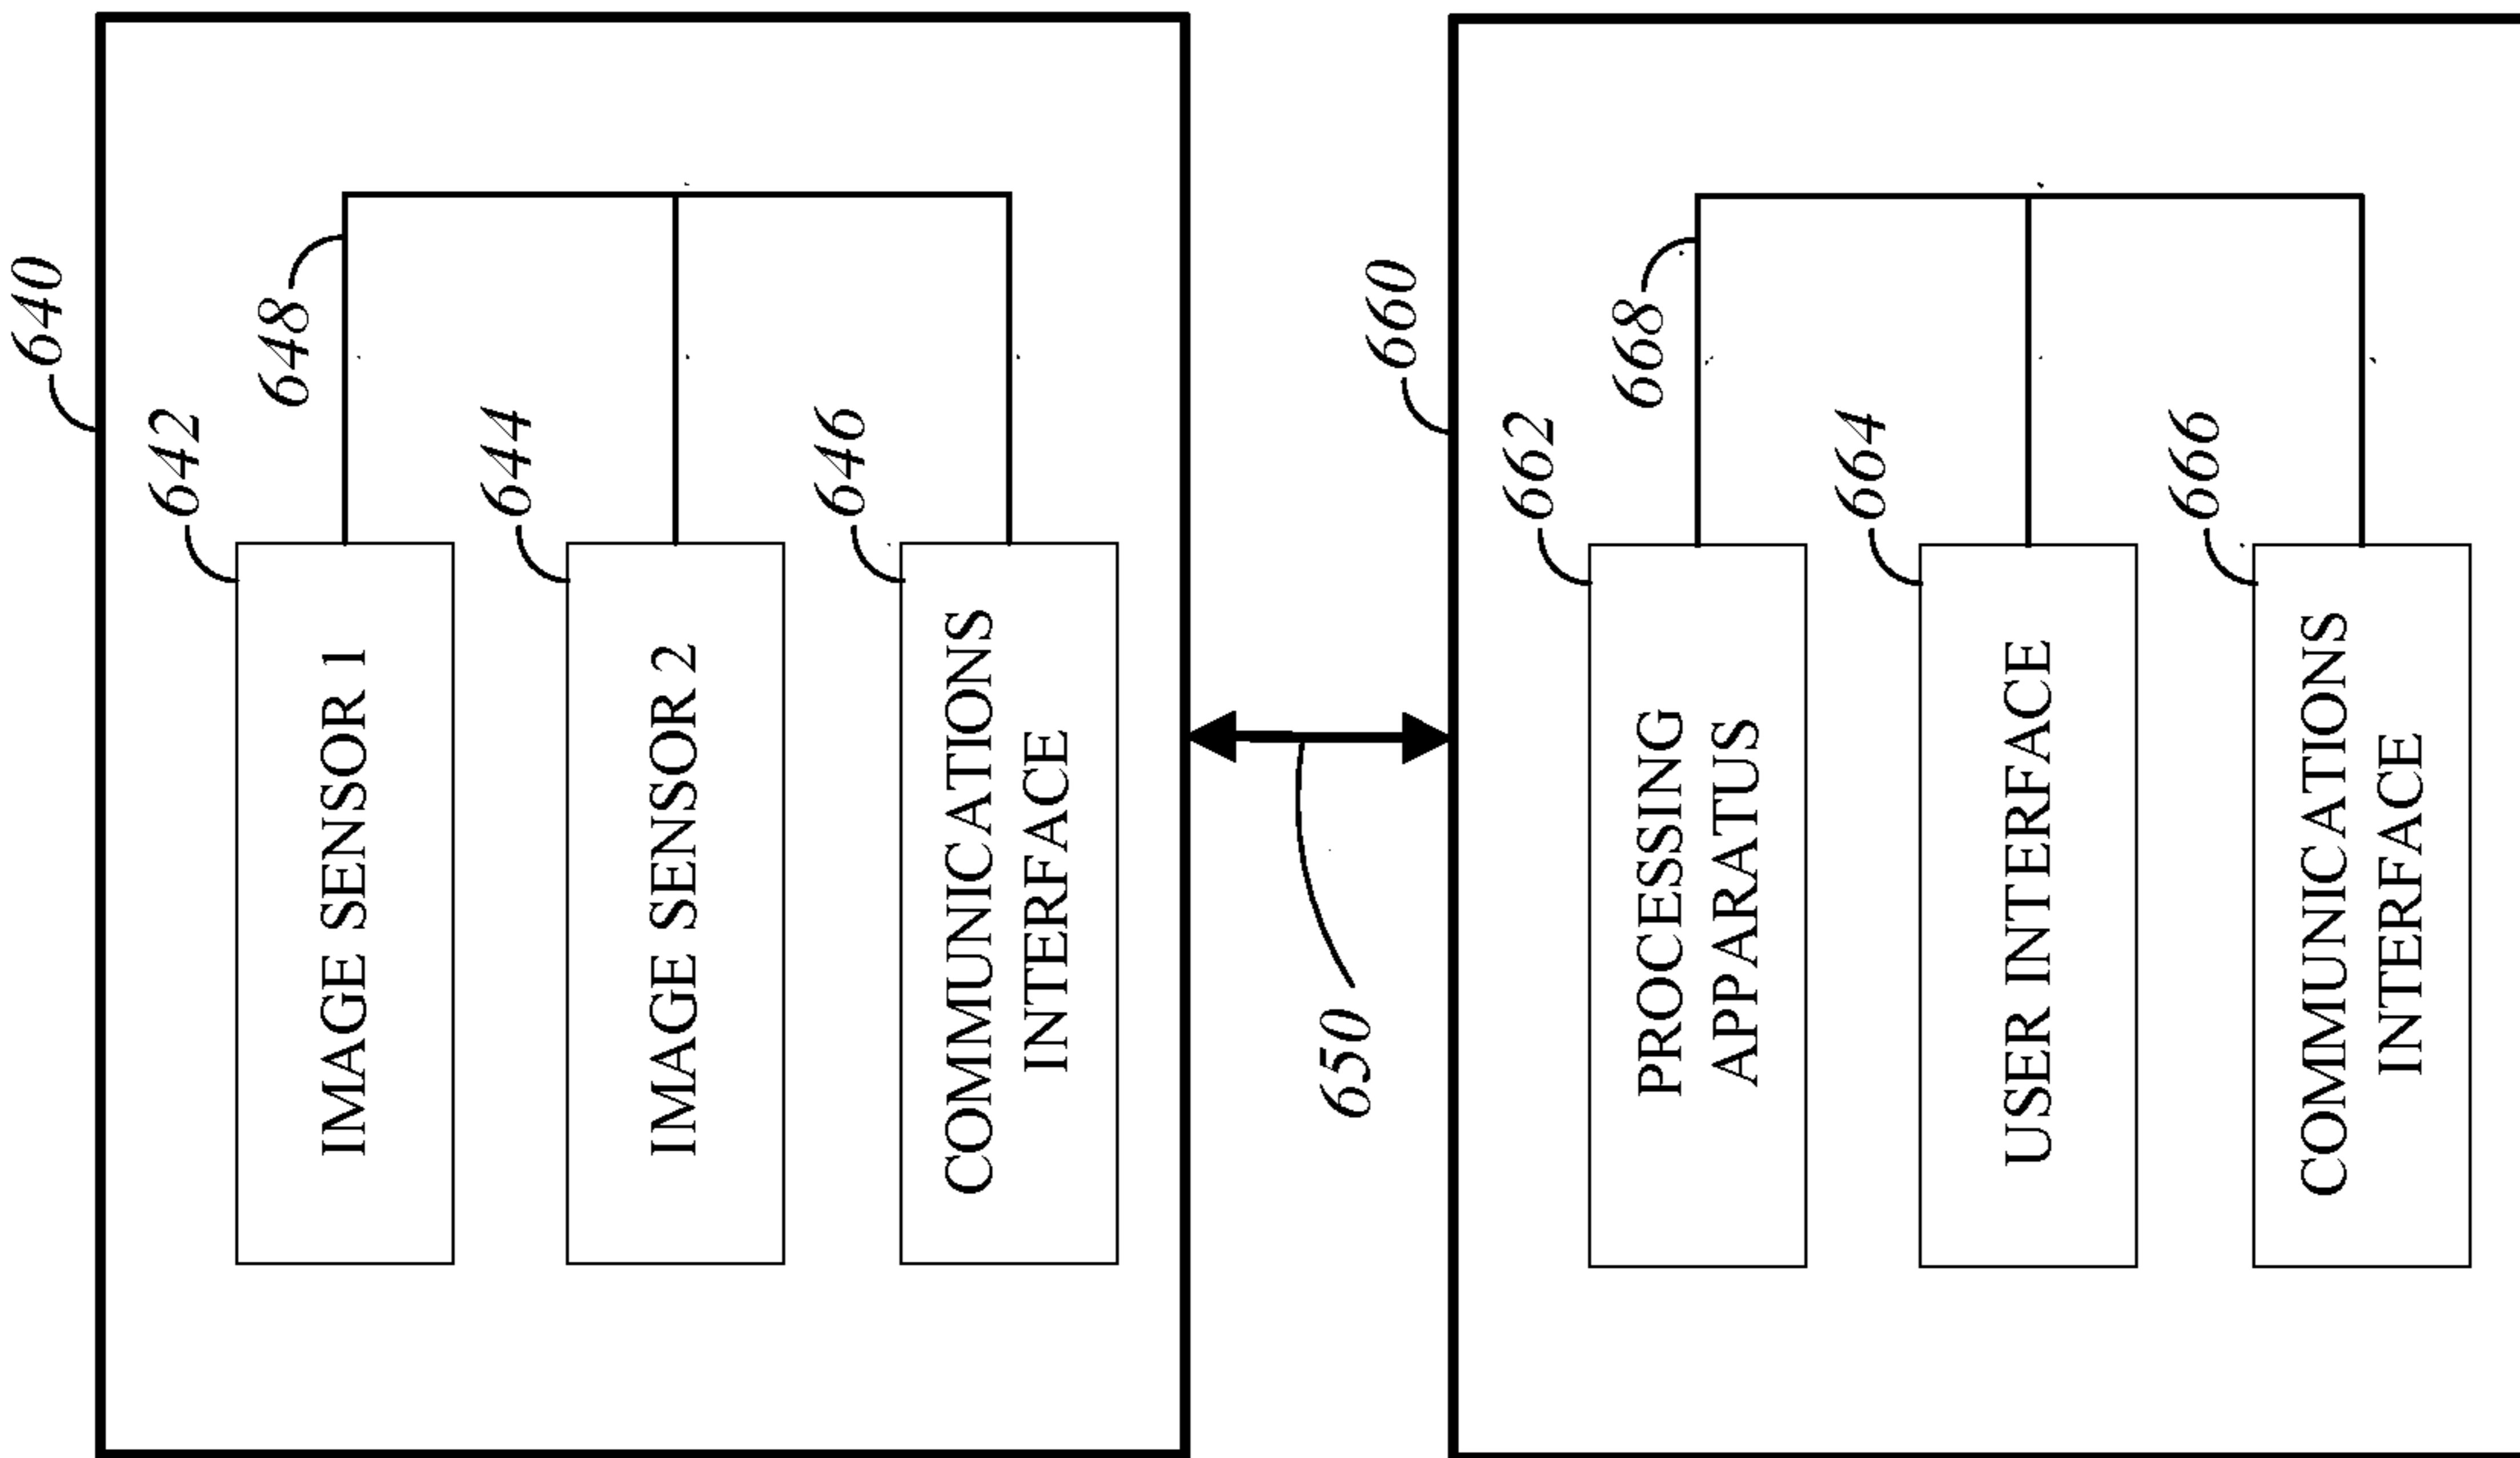 640
642
IMAGE SENSOR 1
648
644
IMAGE SENSOR 2
646
COMMUNICATIONS
INTERFACE
650
660
662
PROCESSING
APPARATUS
668
664
USER INTERFACE
666
COMMUNICATIONS
INTERFACE